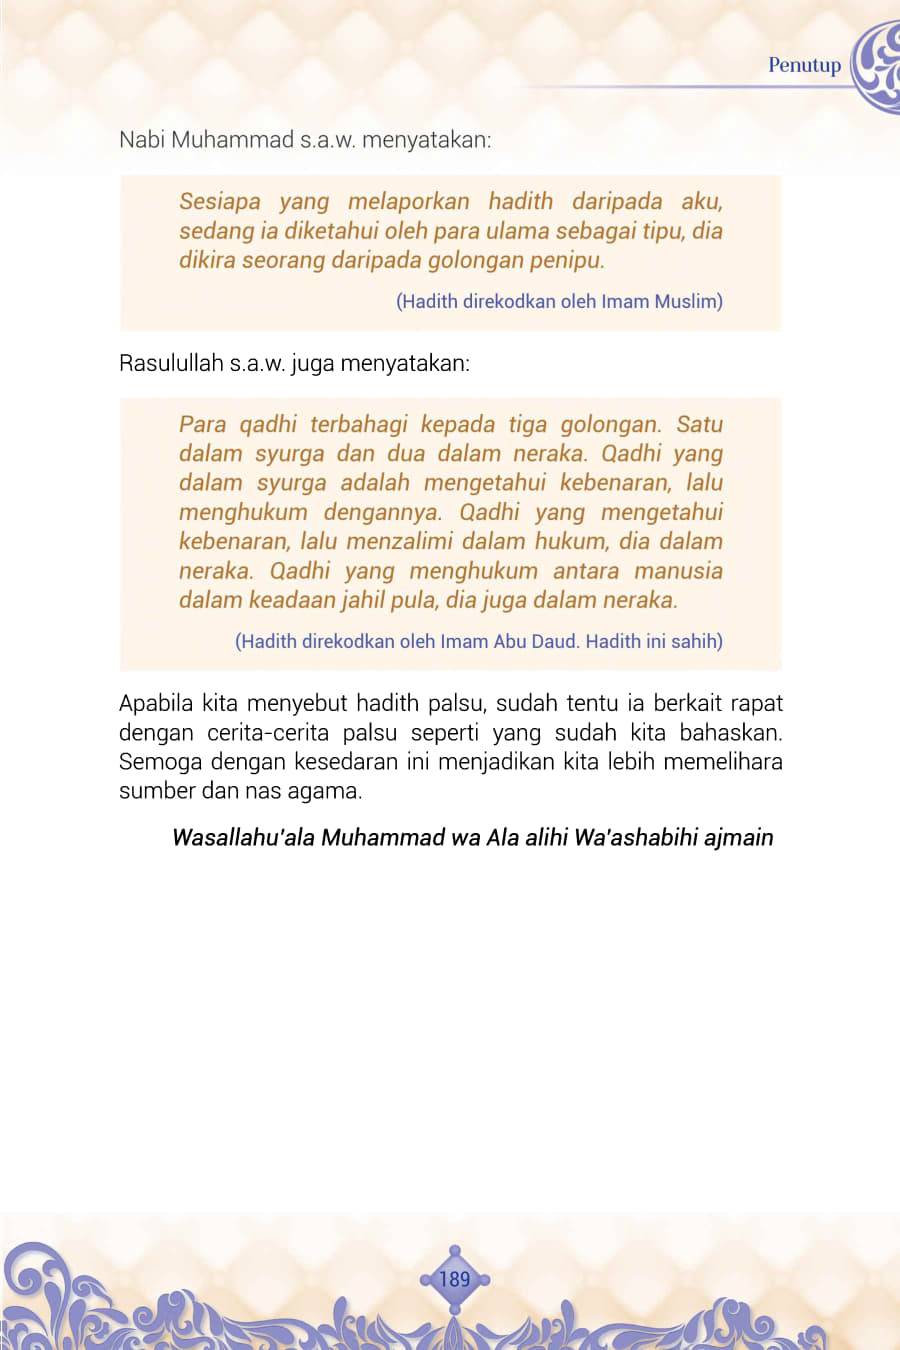 Penutup
Nabi Muhammad s.a.w. menyatakan:
Sesiapa yang melaporkan hadith daripada aku,
sedang ia diketahui oleh para ulama sebagai tipu, dia
dikira seorang daripada golongan penipu.
(Hadith direkodkan oleh Imam Muslim)
Rasulullah s.a.w. juga menyatakan:
Para qadhi terbahagi kepada tiga golongan. Satu
dalam syurga dan dua dalam neraka. Qadhi yang
dalam syurga adalah mengetahui kebenaran, lalu
menghukum dengannya. Qadhi yang mengetahui
kebenaran, lalu menzalimi dalam hukum, dia dalam
neraka. Qadhi yang menghukum antara manusia
dalam keadaan jahil pula, dia juga dalam neraka.
(Hadith direkodkan oleh Imam Abu Daud. Hadith ini sahih)
Apabila kita menyebut hadith palsu, sudah tentu ia berkait rapat
dengan cerita-cerita palsu seperti yang sudah kita bahaskan.
Semoga dengan kesedaran ini menjadikan kita lebih memelihara
sumber dan nas agama.
Wasallahu'ala Muhammad wa Ala alihi Wa'ashabihi ajmain
189